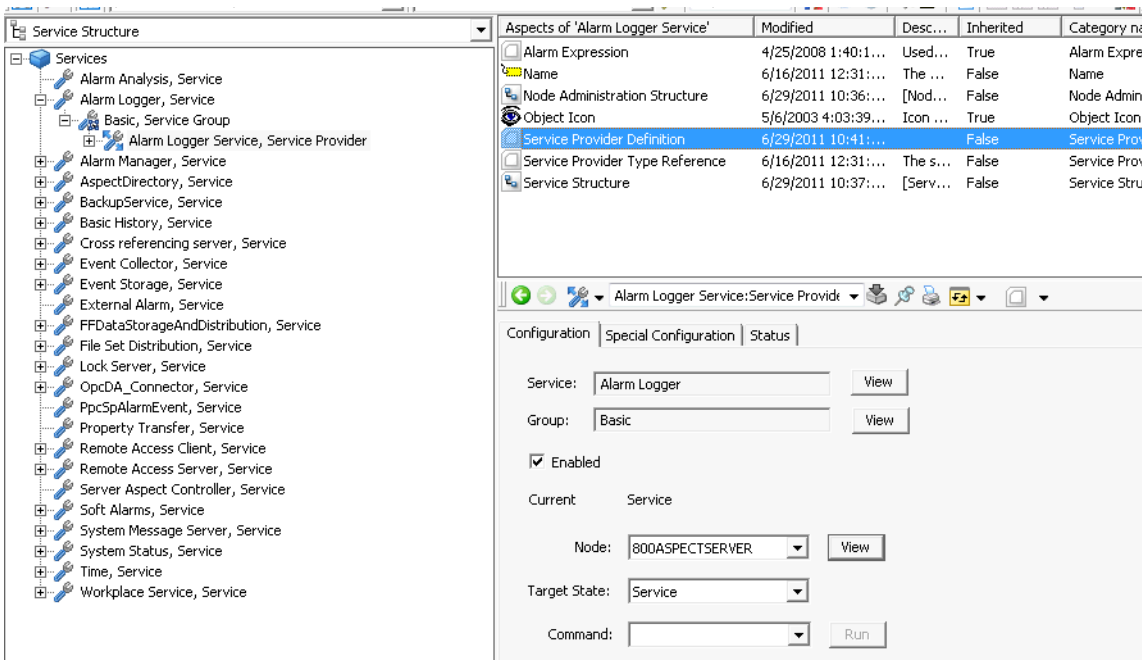 Service Structure
Services
Alarm Analysis, Service
Alarm Logger, Service
Basic, Service Group
Alarm Logger Service, Service Provider
Alarm Manager, Service
AspectDirectory, Service
BackupService, Service
Basic History, Service
Cross referencing server, Service
Event Collector, Service
Event Storage, Service
External Alarm, Service
FFDataStorageAndDistribution, Service
File Set Distribution, Service
Lock Server, Service
OpcDA_Connector, Service
PpcSpAlarmEvent, Service
Property Transfer, Service
Remote Access Client, Service
Remote Access Server, Service
Server Aspect Controller, Service
Soft Alarms, Service
System Message Server, Service
System Status, Service
Time, Service
Workplace Service, Service
Aspects of 'Alarm Logger Service' Modified Desc... Inherited Category na
Alarm Expression 4/25/2008 1:40:1... Used... True Alarm Expre
Name 6/16/2011 12:31:... The ... False Name
Node Administration Structure 6/29/2011 10:36:... [Nod... False Node Admin
Object Icon 5/6/2003 4:03:39... Icon ... True Object Icon
Service Provider Definition 6/29/2011 10:41:... False Service Prov
Service Provider Type Reference 6/16/2011 12:31:... The s... False Service Prov
Service Structure 6/29/2011 10:37:... [Serv... False Service Stru
Alarm Logger Service:Service Provide
Configuration Special Configuration Status
Service: Alarm Logger View
Group: Basic View
Enabled
Current Service
Node: 800ASPECTSERVER View
Target State: Service
Command: Run